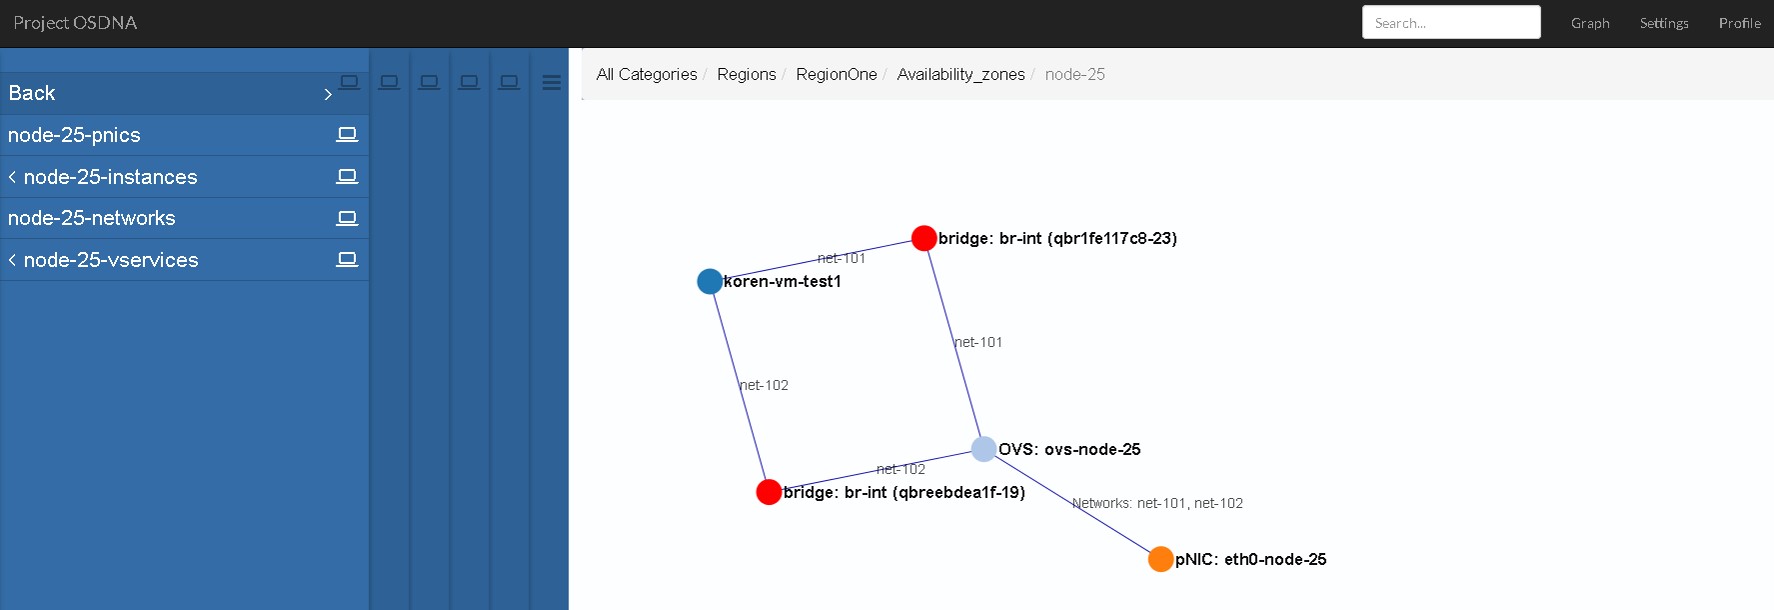 Project OSDNA
Search...
Graph
Settings
Profile
Back
node-25-pnics
node-25-instances
node-25-networks
node-25-vservices
All Categories / Regions / RegionOne / Availability_zones / node-25
bridge: br-int (qbr1fe117c8-23)
net-101
koren-vm-test1
net-101
net-102
OVS: ovs-node-25
net-102
bridge: br-int (qbreebdea1f-19)
Networks: net-101, net-102
pNIC: eth0-node-25